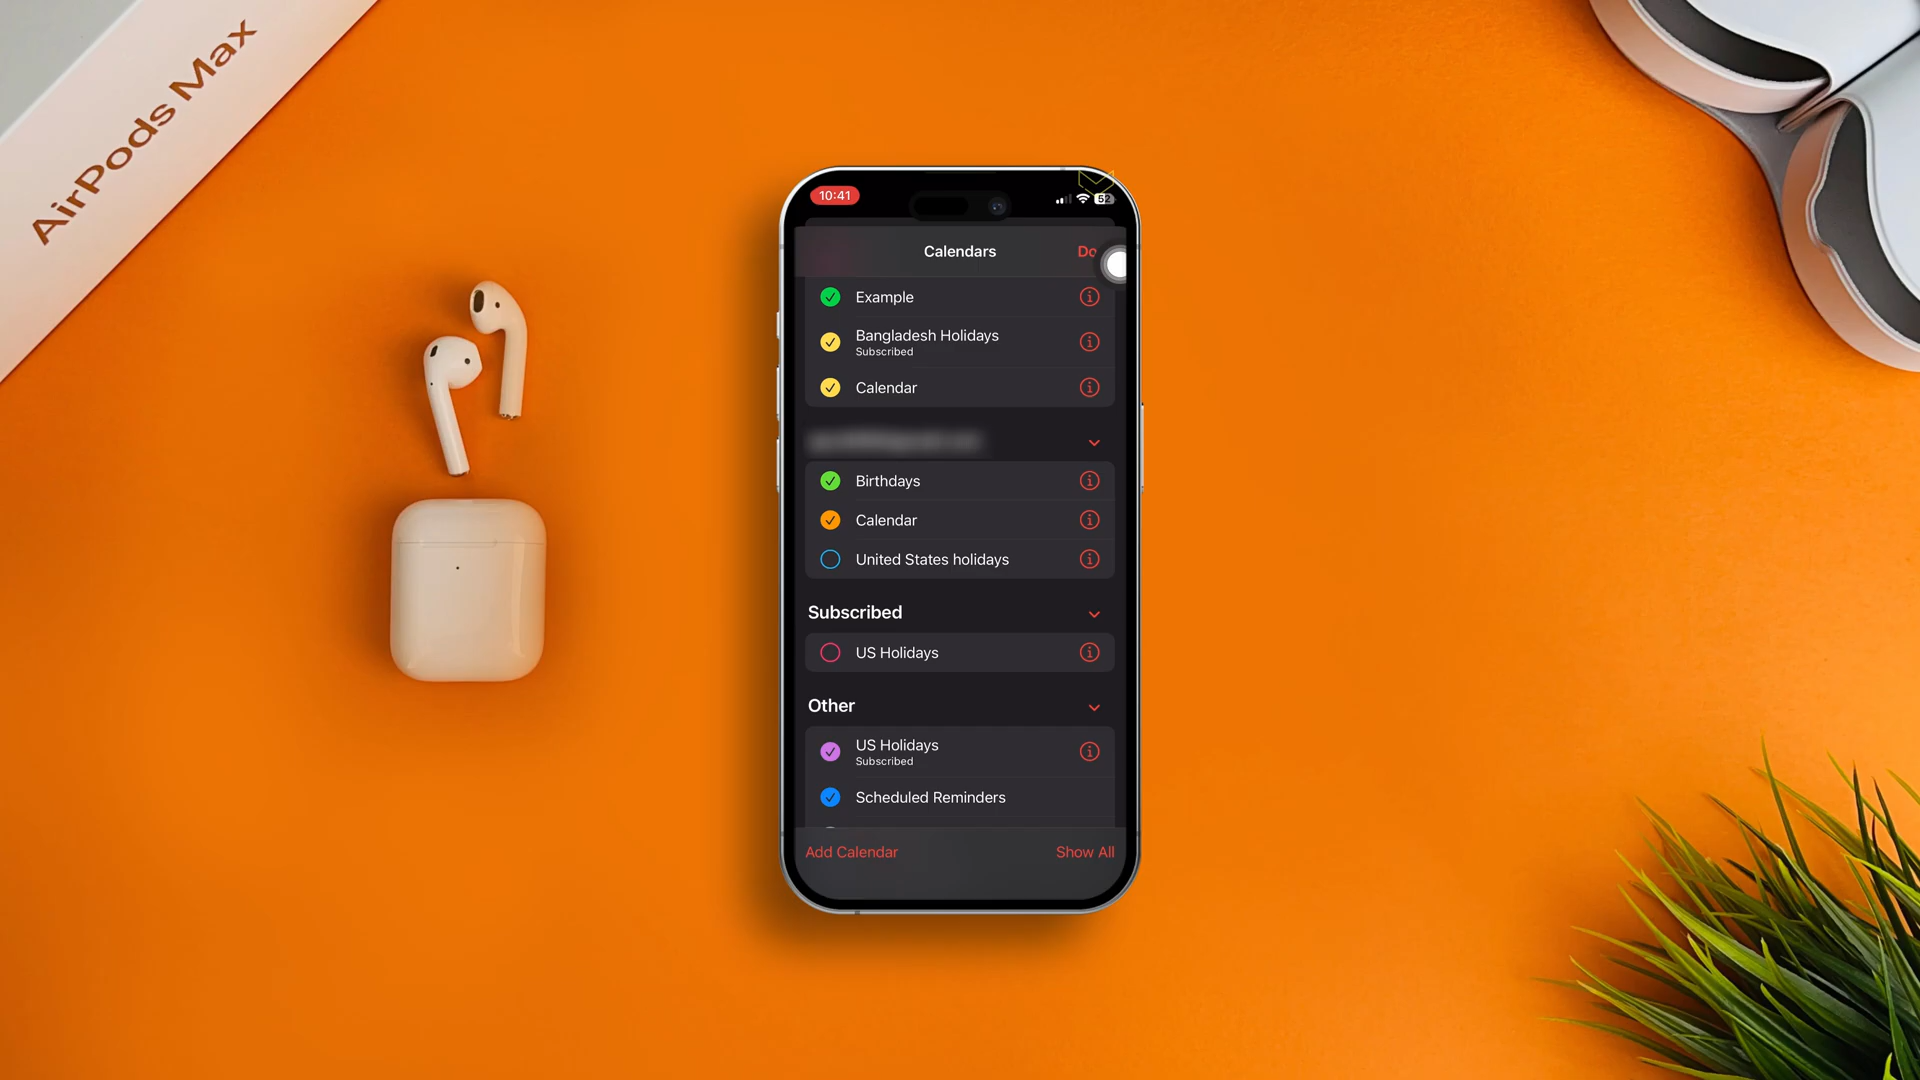 AirPods Max
10:41
52
Calendars
Do
Example
Bangladesh Holidays
Subscribed
Calendar
Birthdays
Calendar
United States holidays
Subscribed
US Holidays
Other
US Holidays
Subscribed
Scheduled Reminders
Add Calendar
Show All